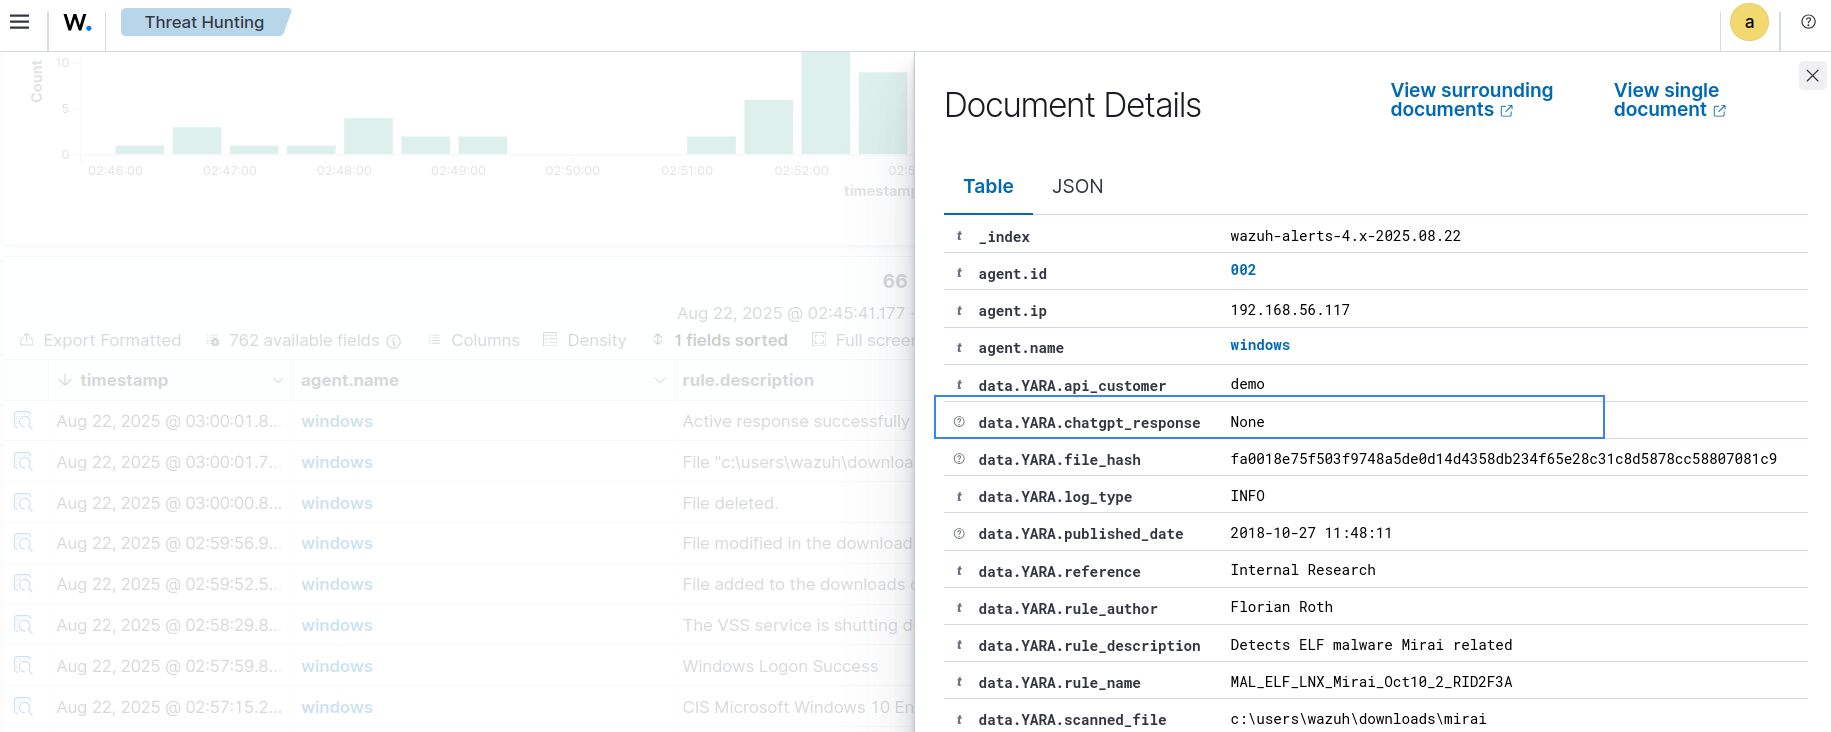 W.
Threat Hunting
a
Count
10
5
0
02:46:00 02:47:00 02:48:00 02:49:00 02:50:00 02:51:00 02:52:00 02:5
timestamp
66
Aug 22, 2025 @ 02:45:41.177 -
Export Formatted 762 available fields Columns Density 1 fields sorted Full screen
timestamp agent.name rule.description
Aug 22, 2025 @ 03:00:01.8... windows Active response successfully
Aug 22, 2025 @ 03:00:01.7... windows File "c:\users\wazuh\downloa
Aug 22, 2025 @ 03:00:00.8... windows File deleted.
Aug 22, 2025 @ 02:59:56.9... windows File modified in the download
Aug 22, 2025 @ 02:59:52.5... windows File added to the downloads
Aug 22, 2025 @ 02:58:29.8... windows The VSS service is shutting d
Aug 22, 2025 @ 02:57:59.8... windows Windows Logon Success
Aug 22, 2025 @ 02:57:15.2... windows CIS Microsoft Windows 10 En
Document Details
View surrounding
documents
View single
document
Table JSON
t _index wazuh-alerts-4.x-2025.08.22
t agent.id 002
t agent.ip 192.168.56.117
t agent.name windows
t data.YARA.api_customer demo
data.YARA.chatgpt_response None
data.YARA.file_hash fa0018e75f503f9748a5de0d14d4358db234f65e28c31c8d5878cc58807081c9
t data.YARA.log_type INFO
data.YARA.published_date 2018-10-27 11:48:11
t data.YARA.reference Internal Research
t data.YARA.rule_author Florian Roth
t data.YARA.rule_description Detects ELF malware Mirai related
t data.YARA.rule_name MAL_ELF_LNX_Mirai_Oct10_2_RID2F3A
t data.YARA.scanned_file c:\users\wazuh\downloads\mirai